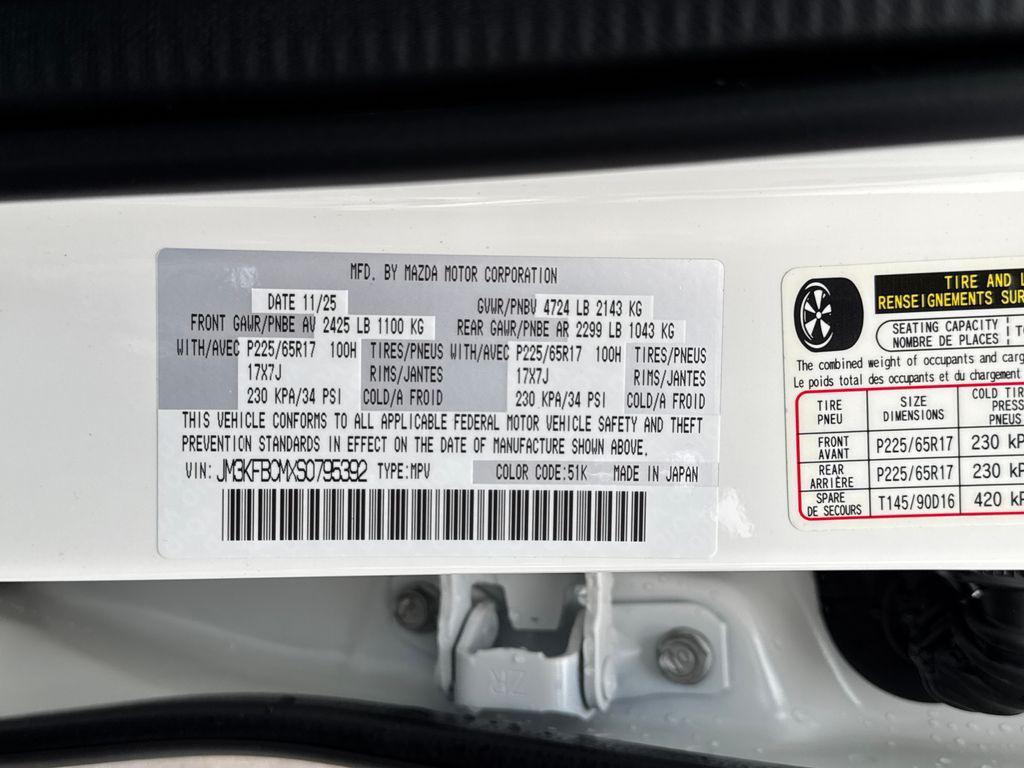 MFD. BY MAZDA MOTOR CORPORATION
DATE 11/25 GVWR/PNBV 4724 LB 2143 KG
FRONT GAWR/PNBE AV 2425 LB 1100 KG REAR GAWR/PNBE AR 2299 LB 1043 KG
WITH/AVEC P225/65R17 100H TIRES/PNEUS WITH/AVEC P225/65R17 100H TIRES/PNEUS
17X7J RIMS/JANTES 17X7J RIMS/JANTES
230 KPA/34 PSI COLD/A FROID 230 KPA/34 PSI COLD/A FROID
THIS VEHICLE CONFORMS TO ALL APPLICABLE FEDERAL MOTOR VEHICLE SAFETY AND THEFT
PREVENTION STANDARDS IN EFFECT ON THE DATE OF MANUFACTURE SHOWN ABOVE.
VIN: JM3KFBCMXS0795392 TYPE:MPV COLOR CODE:51K MADE IN JAPAN
TIRE AND L
RENSEIGNEMENTS SUR
SEATING CAPACITY
NOMBRE DE PLACES
The combined weight of occupants and carg
Le poids total des occupants et du chargement
TIRE
PNEU
SIZE
DIMENSIONS
COLD TIR
PRESS
PNEUS
FRONT
AVANT
P225/65R17 230 kP
REAR
ARRIÈRE
P225/65R17 230 kP
SPARE
DE SECOURS
T145/90D16 420 kP
ZR